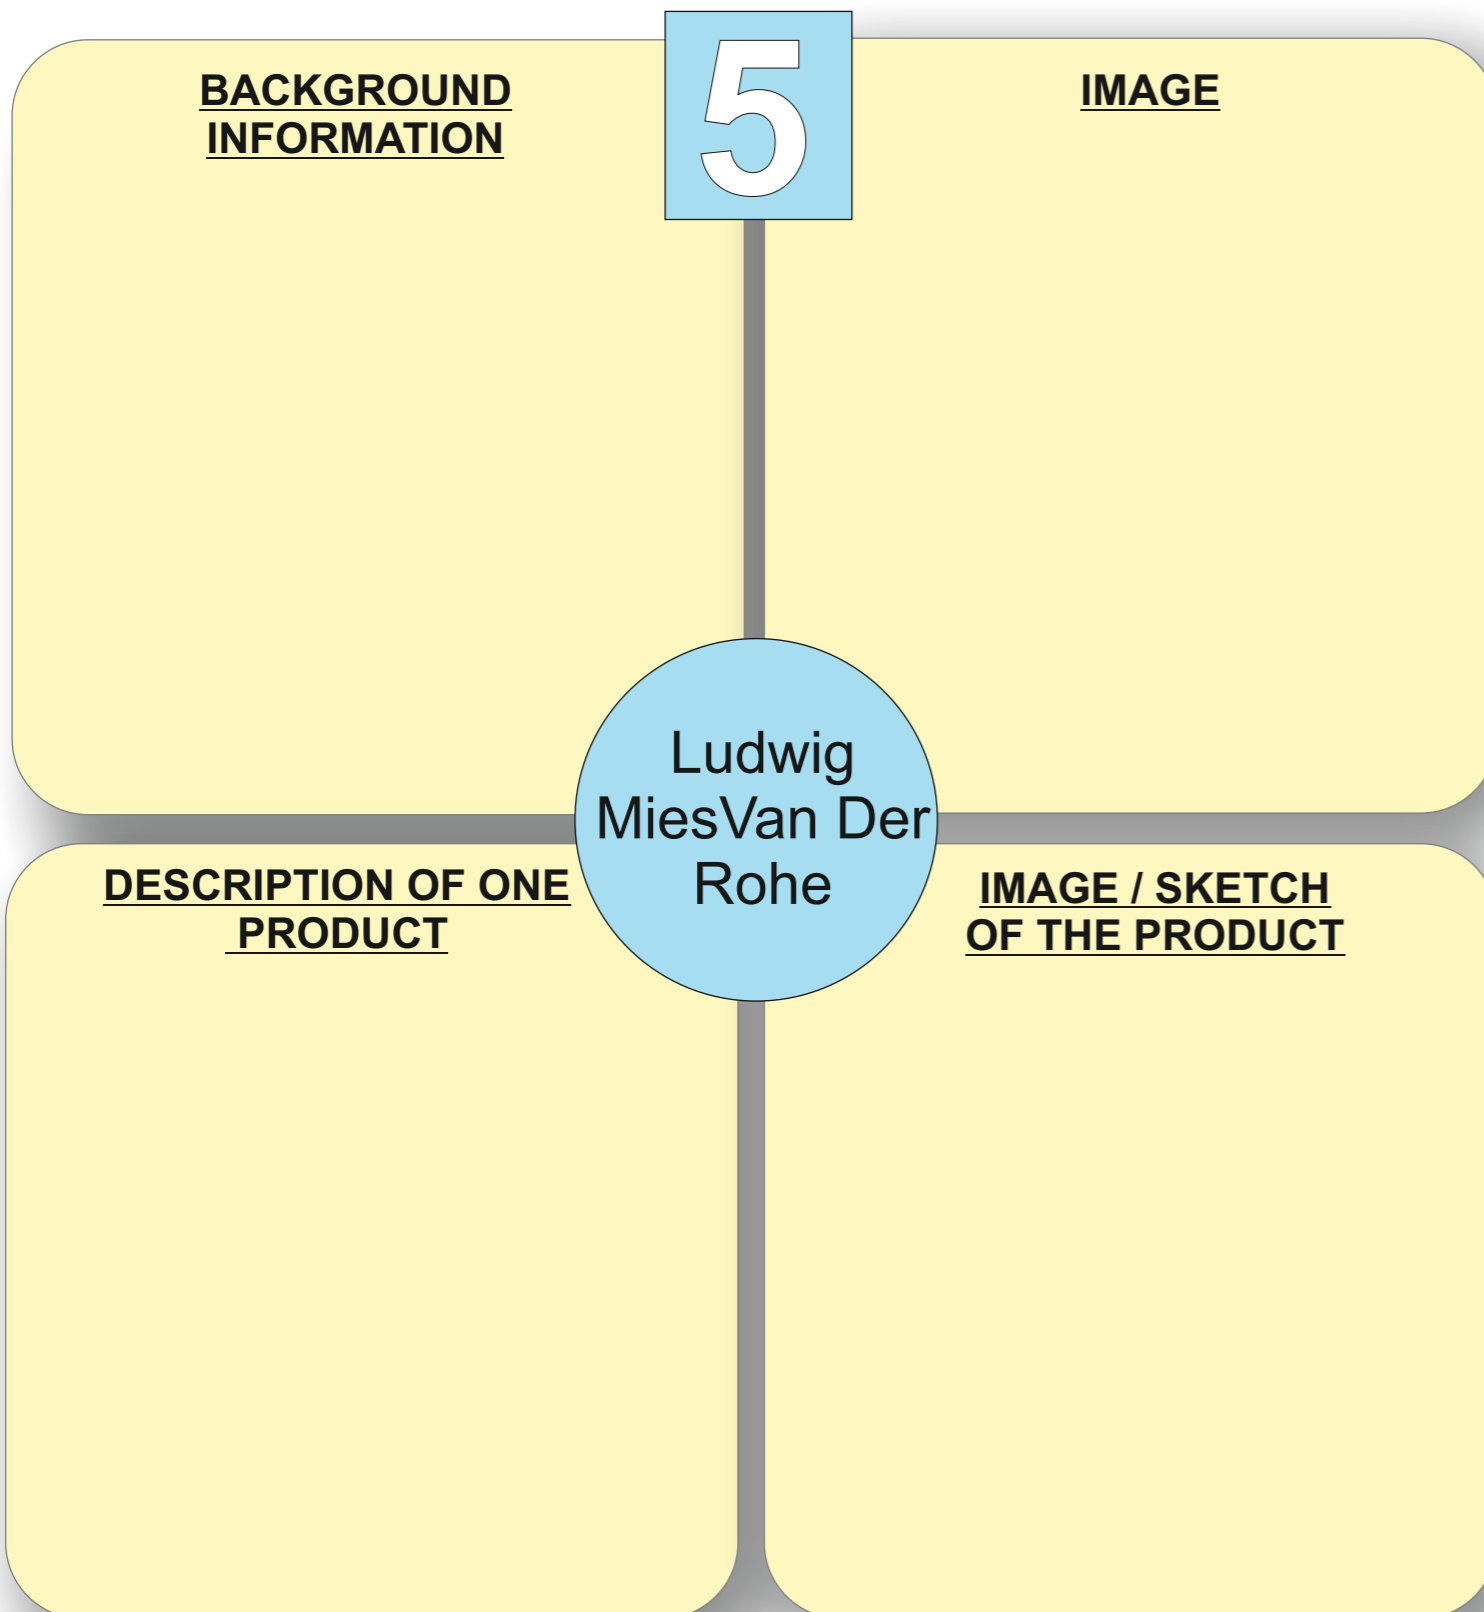 5
BACKGROUND
INFORMATION
IMAGE
Ludwig
MiesVan Der
Rohe
DESCRIPTION OF ONE
PRODUCT
IMAGE / SKETCH
OF THE PRODUCT